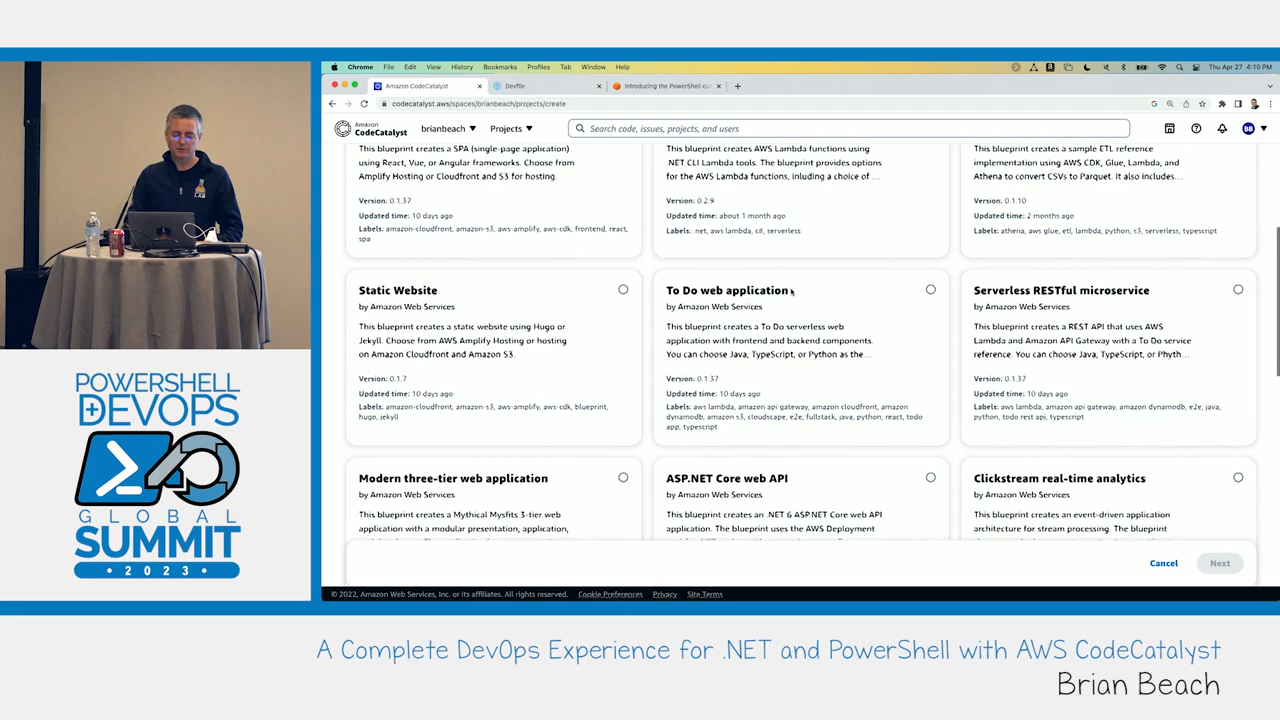 Chrome File Edit View History Bookmarks Profiles Tab Window Help
Thu Apr 27 4:10 PM
Amazon CodeCatalyst
Devfile
Introducing the PowerShell cu
codecatalyst.aws/spaces/brianbeach/projects/create
Amazon
CodeCatalyst
brianbeach
Projects
Search code, issues, projects, and users
BB
This blueprint creates a SPA (single-page application)
using React, Vue, or Angular frameworks. Choose from
Amplify Hosting or Cloudfront and S3 for hosting.
Version: 0.1.37
Updated time: 10 days ago
Labels: amazon-cloudfront, amazon-s3, aws-amplify, aws-cdk, frontend, react,
spa
This blueprint creates AWS Lambda functions using
.NET CLI Lambda tools. The blueprint provides options
for the AWS Lambda functions, inluding a choice of ...
Version: 0.2.9
Updated time: about 1 month ago
Labels: .net, aws lambda, c#, serverless
This blueprint creates a sample ETL reference
implementation using AWS CDK, Glue, Lambda, and
Athena to convert CSVs to Parquet. It also includes...
Version: 0.1.10
Updated time: 2 months ago
Labels: athena, aws glue, etl, lambda, python, s3, serverless, typescript
Static Website
by Amazon Web Services
This blueprint creates a static website using Hugo or
Jekyll. Choose from AWS Amplify Hosting or hosting
on Amazon Cloudfront and Amazon S3.
Version: 0.1.7
Updated time: 10 days ago
Labels: amazon-cloudfront, amazon-s3, aws-amplify, aws-cdk, blueprint,
hugo, jekyll
To Do web application
by Amazon Web Services
This blueprint creates a To Do serverless web
application with frontend and backend components.
You can choose Java, TypeScript, or Python as the...
Version: 0.1.37
Updated time: 10 days ago
Labels: aws lambda, amazon api gateway, amazon cloudfront, amazon
dynamodb, amazon s3, cloudscape, e2e, fullstack, java, python, react, todo
app, typescript
Serverless RESTful microservice
by Amazon Web Services
This blueprint creates a REST API that uses AWS
Lambda and Amazon API Gateway with a To Do service
reference. You can choose Java, TypeScript, or Phyth...
Version: 0.1.37
Updated time: 10 days ago
Labels: aws lambda, amazon api gateway, amazon dynamodb, e2e, java,
python, todo rest api, typescript
Modern three-tier web application
by Amazon Web Services
This blueprint creates a Mythical Mysfits 3-tier web
application with a modular presentation, application,
ASP.NET Core web API
by Amazon Web Services
This blueprint creates an .NET 6 ASP.NET Core web API
application. The blueprint uses the AWS Deployment
Clickstream real-time analytics
by Amazon Web Services
This blueprint creates an event-driven application
architecture for stream processing. The blueprint
Cancel
Next
© 2022, Amazon Web Services, Inc. or its affiliates. All rights reserved. Cookie Preferences Privacy Site Terms
LAB
POWERSHELL
DEVOPS
GLOBAL
SUMMIT
• 2023 •
A Complete DevOps Experience for .NET and PowerShell with AWS CodeCatalyst
Brian Beach